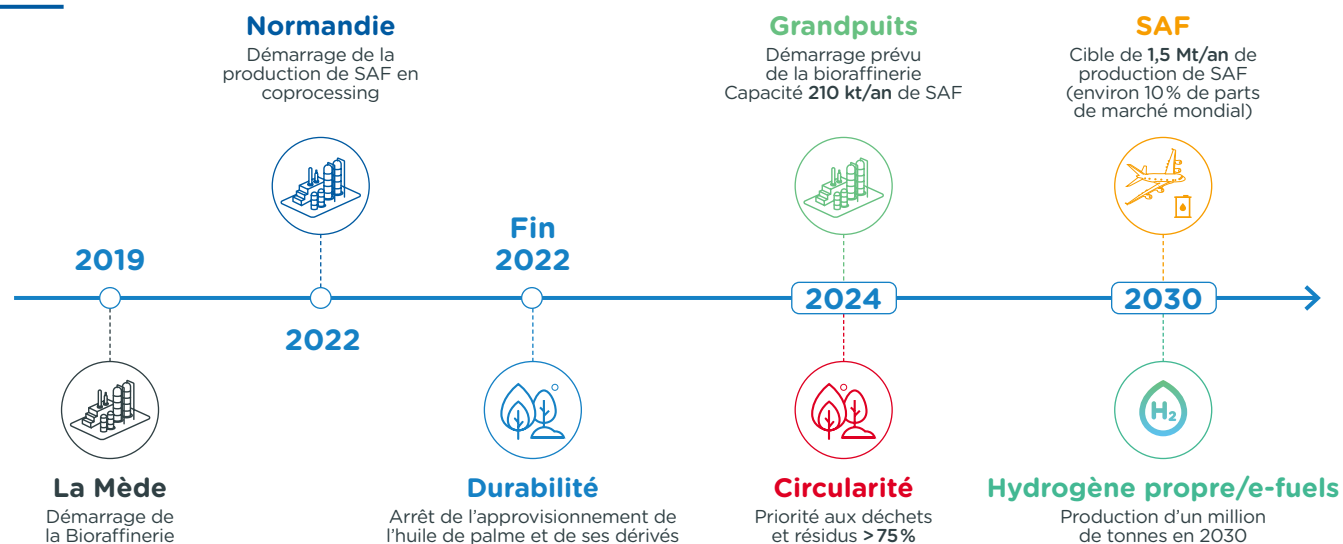 Normandie
Démarrage de la
production de SAF en
coprocessing
Grandpuits
Démarrage prévu
de la bioraffinerie
Capacité 210 kt/an de SAF
SAF
Cible de 1,5 Mt/an de
production de SAF
(environ 10 % de parts
de marché mondial)
2019
2022
Fin
2022
2024
2030
H₂
La Mède
Démarrage de
la Bioraffinerie
Durabilité
Arrêt de l’approvisionnement de
l’huile de palme et de ses dérivés
Circularité
Priorité aux déchets
et résidus >75 %
Hydrogène propre/e-fuels
Production d’un million
de tonnes en 2030